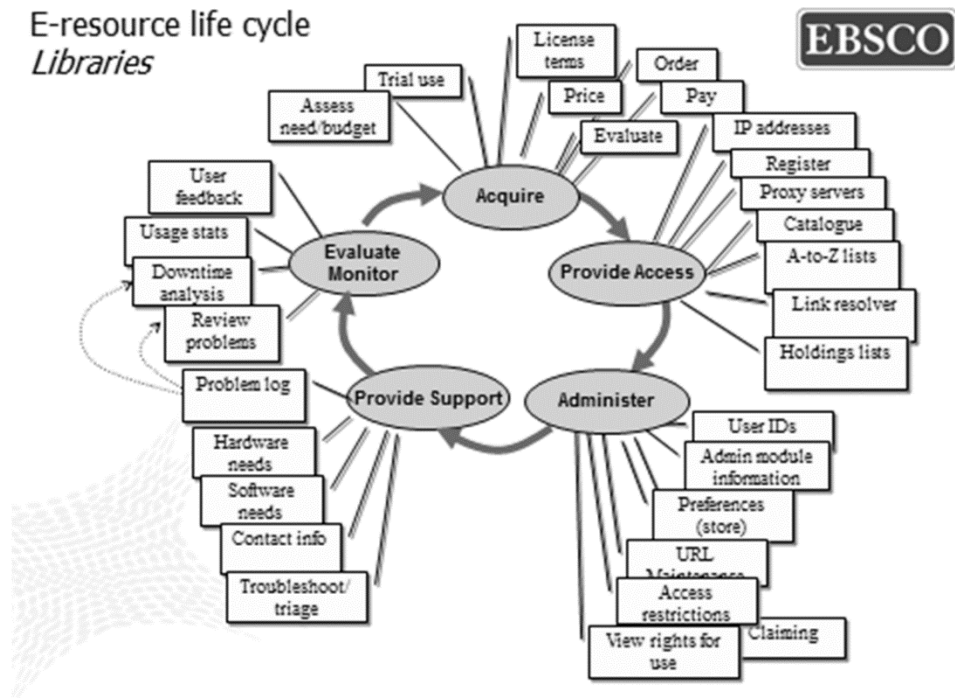 E-resource life cycle
Libraries
EBSCO
License
terms
Order
Trial use
Price
Pay
Assess
need/budget
Evaluate
IP addresses
Register
Proxy servers
Catalogue
A-to-Z lists
Link resolver
Holdings lists
Acquire
Provide Access
Administer
Provide Support
Evaluate
Monitor
User
feedback
Usage stats
Downtime
analysis
Review
problems
Problem log
Hardware
needs
Software
needs
Contact info
Troubleshoot/
triage
User IDs
Admin module
information
Preferences
(store)
URL
Maintenance
Access
restrictions
View rights for
use
Claiming